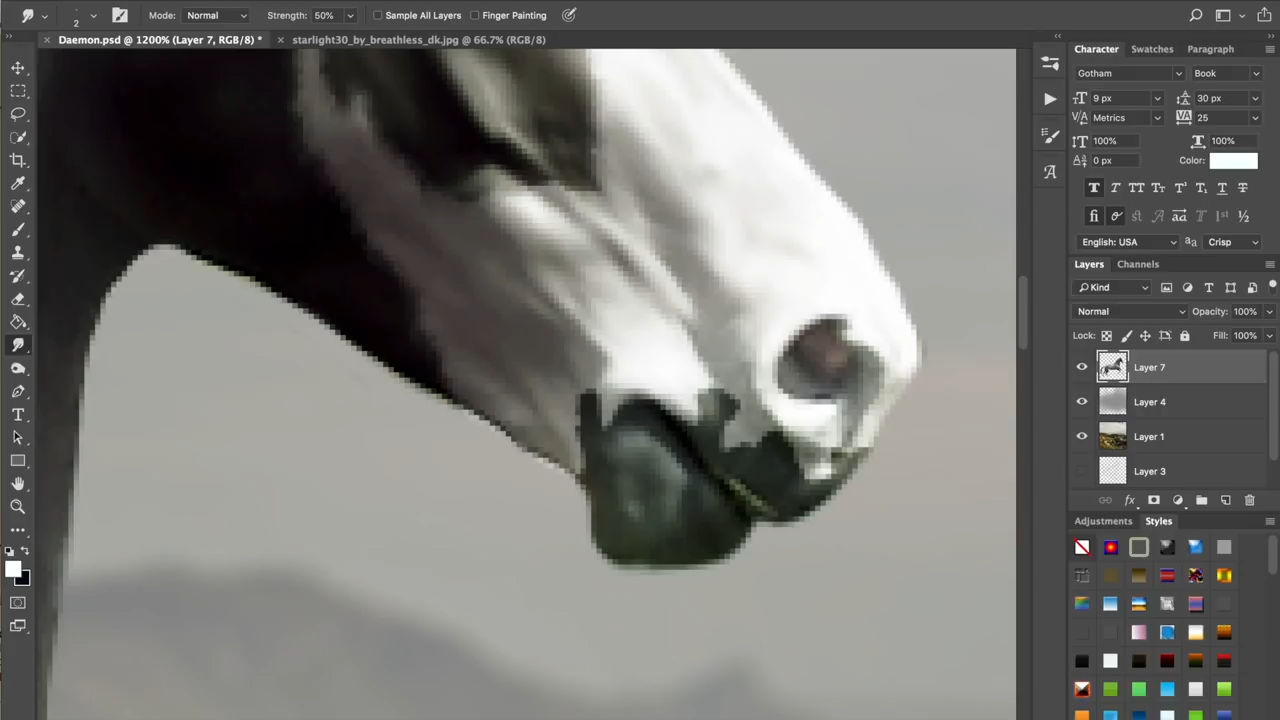 2 Mode: Normal Strength: 50% Sample All Layers Finger Painting
Daemon.psd @ 1200% (Layer 7, RGB/8) * starlight30_by_breathless_dk.jpg @ 66.7% (RGB/8)
Character Swatches Paragraph
Gotham Book
9 px 30 px
Metrics 25
100% 100%
0 px Color:
English: USA Crisp
Layers Channels
Kind
Normal Opacity: 100%
Lock: Fill: 100%
Layer 7
Layer 4
Layer 1
Layer 3
Adjustments Styles